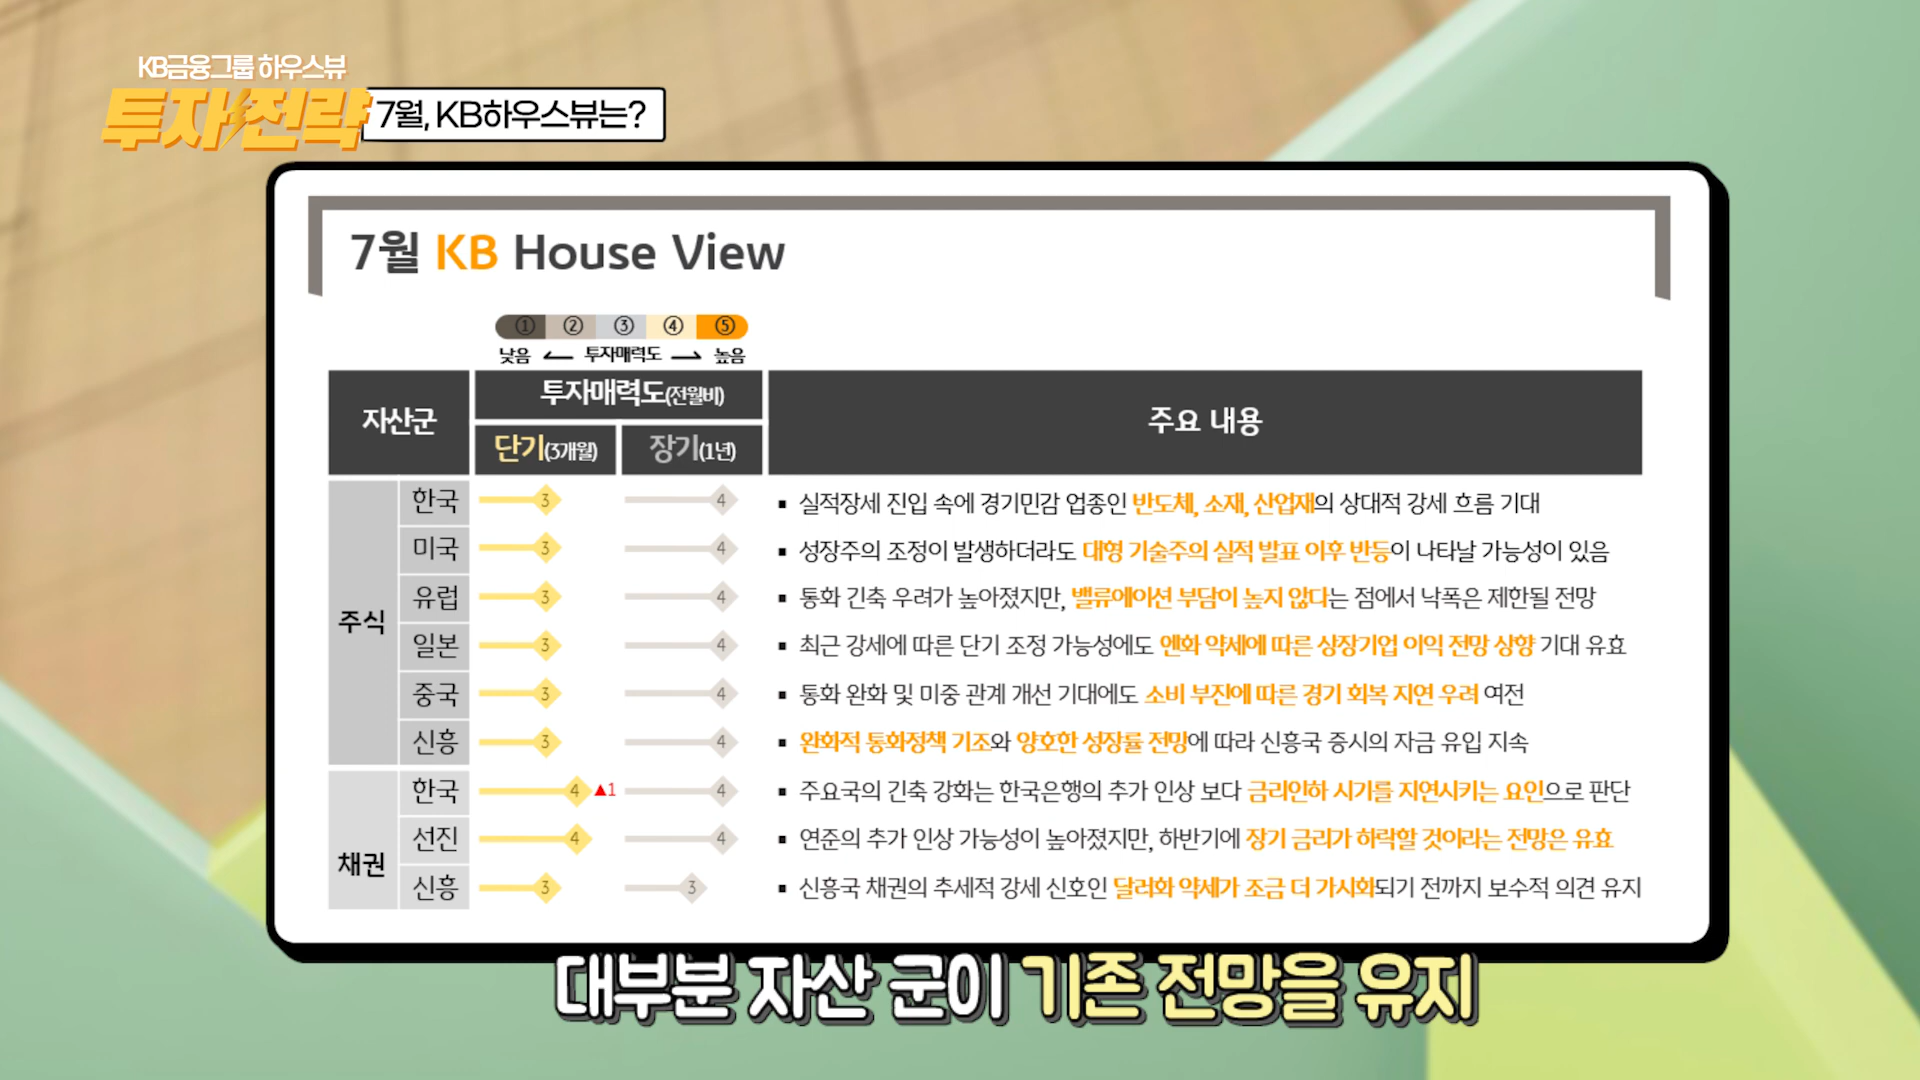 KB금융그룹 하우스뷰
투자전략
7월, KB하우스뷰는?
7월 KB House View
① ② ③ ④ ⑤
낮음 ← 투자매력도 → 높음
자산군
투자매력도(전월비)
단기(3개월)
장기(1년)
주요 내용
주식
한국 3 4 ▪ 실적장세 진입 속에 경기민감 업종인 반도체, 소재, 산업재의 상대적 강세 흐름 기대
미국 3 4 ▪ 성장주의 조정이 발생하더라도 대형 기술주의 실적 발표 이후 반등이 나타날 가능성이 있음
유럽 3 4 ▪ 통화 긴축 우려가 높아졌지만, 밸류에이션 부담이 높지 않다는 점에서 낙폭은 제한될 전망
일본 3 4 ▪ 최근 강세에 따른 단기 조정 가능성에도 엔화 약세에 따른 상장기업 이익 전망 상향 기대 유효
중국 3 4 ▪ 통화 완화 및 미중 관계 개선 기대에도 소비 부진에 따른 경기 회복 지연 우려 여전
신흥 3 4 ▪ 완화적 통화정책 기조와 양호한 성장률 전망에 따라 신흥국 증시의 자금 유입 지속
채권
한국 4 ▲1 4 ▪ 주요국의 긴축 강화는 한국은행의 추가 인상 보다 금리인하 시기를 지연시키는 요인으로 판단
선진 4 4 ▪ 연준의 추가 인상 가능성이 높아졌지만, 하반기에 장기 금리가 하락할 것이라는 전망은 유효
신흥 3 3 ▪ 신흥국 채권의 추세적 강세 신호인 달러화 약세가 조금 더 가시화되기 전까지 보수적 의견 유지
대부분 자산 군이 기존 전망을 유지